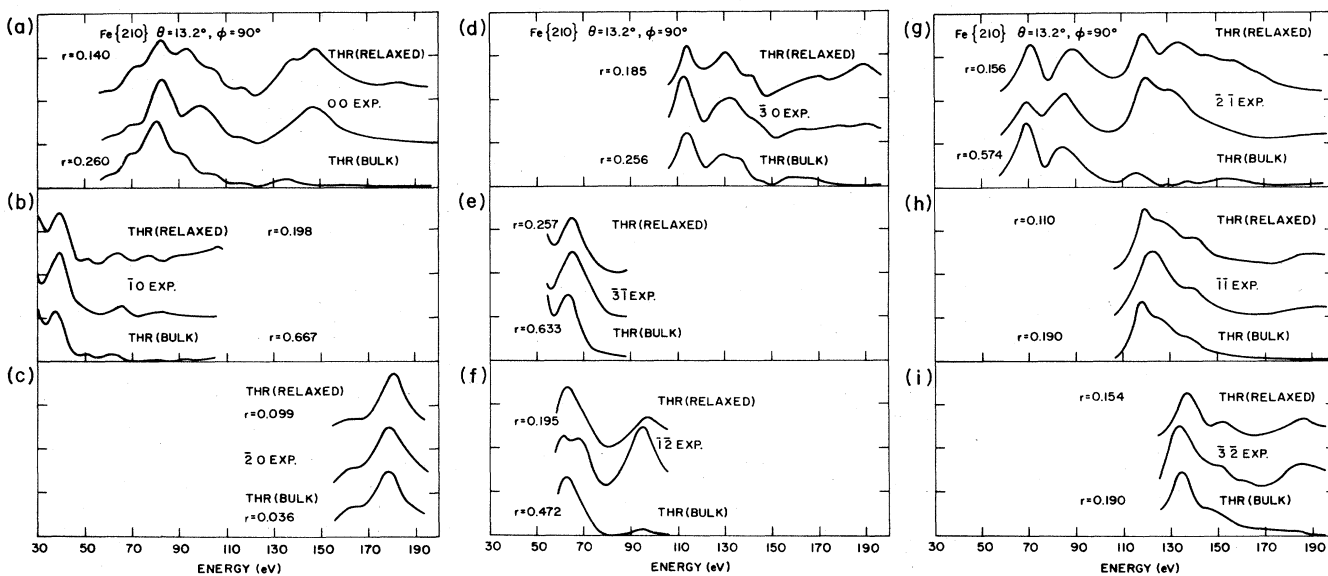 (a)
Fe{210} θ=13.2°, ϕ=90°
THR(RELAXED)
r=0.140
0 0 EXP.
r=0.260
THR(BULK)
(b)
THR(RELAXED)
r=0.198
1̄ 0 EXP.
THR(BULK)
r=0.667
(c)
THR(RELAXED)
r=0.099
2̄ 0 EXP.
THR(BULK)
r=0.036
30 50 70 90 110 130 150 170 190
ENERGY (eV)
(d)
Fe{210} θ=13.2°, ϕ=90°
THR(RELAXED)
r=0.185
3̄ 0 EXP.
r=0.256
THR(BULK)
(e)
r=0.257
THR(RELAXED)
3̄ 1̄ EXP.
r=0.633
THR(BULK)
(f)
THR(RELAXED)
r=0.195
1̄ 2̄ EXP.
r=0.472
THR(BULK)
30 50 70 90 110 130 150 170 190
ENERGY (eV)
(g)
Fe{210} θ=13.2°, ϕ=90°
THR(RELAXED)
r=0.156
2̄ 1̄ EXP.
r=0.574
THR(BULK)
(h)
r=0.110
THR(RELAXED)
1̄ 1̄ EXP.
r=0.190
THR(BULK)
(i)
r=0.154
THR(RELAXED)
3̄ 2̄ EXP.
r=0.190
THR(BULK)
30 50 70 90 110 130 150 170 190
ENERGY (eV)